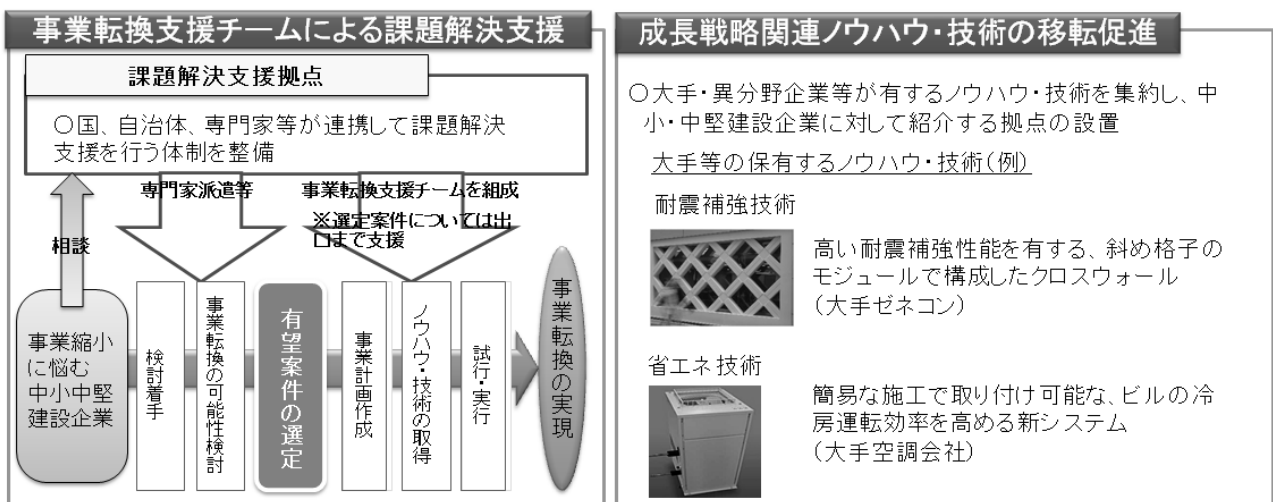 事業転換支援チームによる課題解決支援
課題解決支援拠点
○国、自治体、専門家等が連携して課題解決
支援を行う体制を整備
専門家派遣等
事業転換支援チームを組成
※選定案件については出
口まで支援
相談
事業縮小
に悩む
中小中堅
建設企業
検討着手
事業転換の可能性検討
有望案件の選定
事業計画作成
ノウハウ・技術の取得
試行・実行
事業転換の実現
成長戦略関連ノウハウ・技術の移転促進
○大手・異分野企業等が有するノウハウ・技術を集約し、中
小・中堅建設企業に対して紹介する拠点の設置
大手等の保有するノウハウ・技術(例)
耐震補強技術
高い耐震補強性能を有する、斜め格子の
モジュールで構成したクロスウォール
(大手ゼネコン)
省エネ技術
簡易な施工で取り付け可能な、ビルの冷
房運転効率を高める新システム
(大手空調会社)